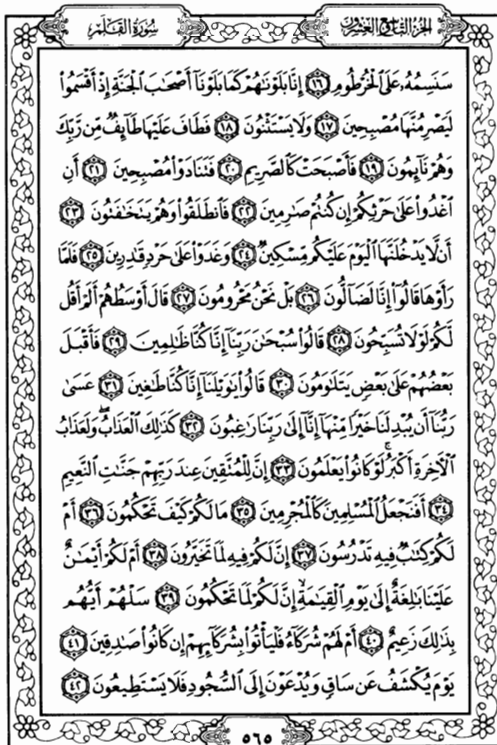 الجزء التاسع والعشرون
سورة القلم
سَنَسِمُهُۥ عَلَى ٱلۡخُرۡطُومِ ١٦ إِنَّا بَلَوۡنَٰهُمۡ كَمَا بَلَوۡنَآ أَصۡحَٰبَ ٱلۡجَنَّةِ إِذۡ أَقۡسَمُواْ
لَيَصۡرِمُنَّهَا مُصۡبِحِينَ ١٧ وَلَا يَسۡتَثۡنُونَ ١٨ فَطَافَ عَلَيۡهَا طَآئِفٞ مِّن رَّبِّكَ
وَهُمۡ نَآئِمُونَ ١٩ فَأَصۡبَحَتۡ كَٱلصَّرِيمِ ٢٠ فَتَنَادَوۡاْ مُصۡبِحِينَ ٢١ أَنِ
ٱغۡدُواْ عَلَىٰ حَرۡثِكُمۡ إِن كُنتُمۡ صَٰرِمِينَ ٢٢ فَٱنطَلَقُواْ وَهُمۡ يَتَخَٰفَتُونَ ٢٣
أَن لَّا يَدۡخُلَنَّهَا ٱلۡيَوۡمَ عَلَيۡكُم مِّسۡكِينٞ ٢٤ وَغَدَوۡاْ عَلَىٰ حَرۡدٖ قَٰدِرِينَ ٢٥ فَلَمَّا
رَأَوۡهَا قَالُوٓاْ إِنَّا لَضَآلُّونَ ٢٦ بَلۡ نَحۡنُ مَحۡرُومُونَ ٢٧ قَالَ أَوۡسَطُهُمۡ أَلَمۡ أَقُل
لَّكُمۡ لَوۡلَا تُسَبِّحُونَ ٢٨ قَالُواْ سُبۡحَٰنَ رَبِّنَآ إِنَّا كُنَّا ظَٰلِمِينَ ٢٩ فَأَقۡبَلَ
بَعۡضُهُمۡ عَلَىٰ بَعۡضٖ يَتَلَٰوَمُونَ ٣٠ قَالُواْ يَٰوَيۡلَنَآ إِنَّا كُنَّا طَٰغِينَ ٣١ عَسَىٰ
رَبُّنَآ أَن يُبۡدِلَنَا خَيۡرٗا مِّنۡهَآ إِنَّآ إِلَىٰ رَبِّنَا رَٰغِبُونَ ٣٢ كَذَٰلِكَ ٱلۡعَذَابُۖ وَلَعَذَابُ
ٱلۡأٓخِرَةِ أَكۡبَرُۚ لَوۡ كَانُواْ يَعۡلَمُونَ ٣٣ إِنَّ لِلۡمُتَّقِينَ عِندَ رَبِّهِمۡ جَنَّٰتِ ٱلنَّعِيمِ
٣٤ أَفَنَجۡعَلُ ٱلۡمُسۡلِمِينَ كَٱلۡمُجۡرِمِينَ ٣٥ مَا لَكُمۡ كَيۡفَ تَحۡكُمُونَ ٣٦ أَمۡ
لَكُمۡ كِتَٰبٞ فِيهِ تَدۡرُسُونَ ٣٧ إِنَّ لَكُمۡ فِيهِ لَمَا تَخَيَّرُونَ ٣٨ أَمۡ لَكُمۡ أَيۡمَٰنٌ
عَلَيۡنَا بَٰلِغَةٌ إِلَىٰ يَوۡمِ ٱلۡقِيَٰمَةِ إِنَّ لَكُمۡ لَمَا تَحۡكُمُونَ ٣٩ سَلۡهُمۡ أَيُّهُم
بِذَٰلِكَ زَعِيمٌ ٤٠ أَمۡ لَهُمۡ شُرَكَآءُ فَلۡيَأۡتُواْ بِشُرَكَآئِهِمۡ إِن كَانُواْ صَٰدِقِينَ ٤١
يَوۡمَ يُكۡشَفُ عَن سَاقٖ وَيُدۡعَوۡنَ إِلَى ٱلسُّجُودِ فَلَا يَسۡتَطِيعُونَ ٤٢
٥٦٥